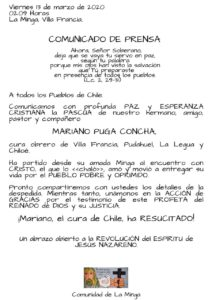 Viernes 13 de marzo de 2020
02:09 Horas
La Minga, Villa Francia.
COMUNICADO DE PRENSA
Ahora, Señor Soberano,
deja que se vaya tu siervo en paz,
según tu palabra
porque mis ojos han visto la salvación
que Tú preparaste
en presencia de todos los pueblos
(Lc. 2, 29-31)
A todos los Pueblos de Chile:
Comunicamos con profunda PAZ y ESPERANZA
CRISTIANA la PASCUA de nuestro hermano, amigo,
pastor y compañero
MARIANO PUGA CONCHA,
cura obrero de Villa Francia, Pudahuel, La Legua y
Chiloé.
Ha partido desde su amada Minga al encuentro con
CRISTO, el que lo <<cachóó>>, amó y movió a entregar su
vida por el PUEBLO POBRE y OPRIMIDO.
Pronto compartiremos con ustedes los detalles de la
despedida. Mientras tanto, unámonos en la ACCIÓN de
GRACIAS por el testimonio de este PROFETA del
REINADO de DIOS y su JUSTICIA.
¡Mariano, el cura de Chile, ha RESUCITADO!
Un abrazo abierto a la REVOLUCIÓN del ESPÍRITU de
JESÚS NAZARENO.
Comunidad de La Minga